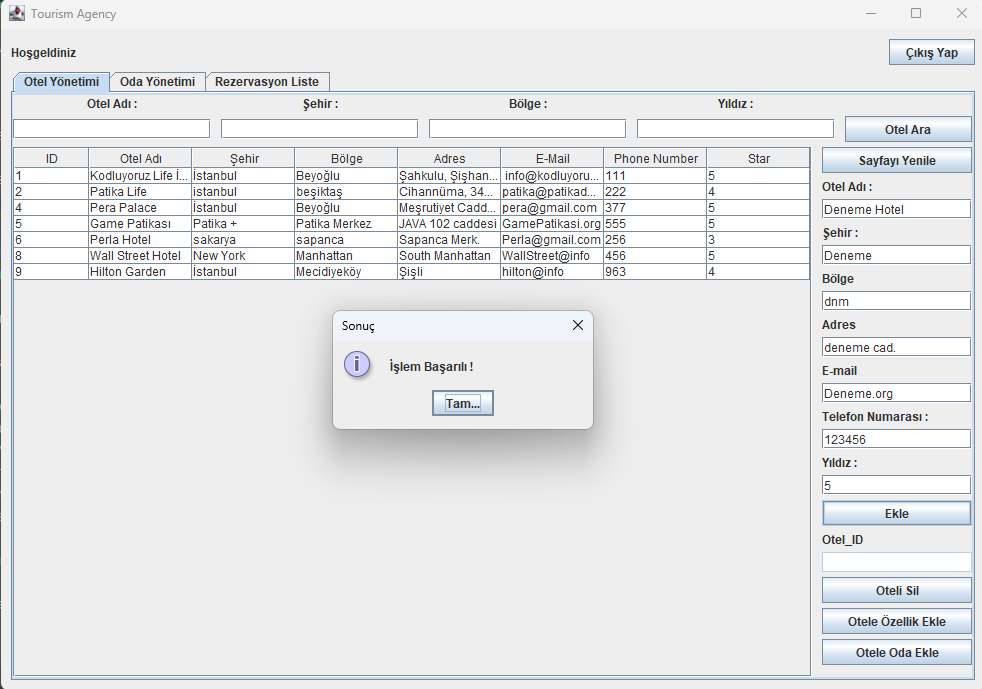 Tourism Agency
Hoşgeldiniz
Çıkış Yap
Otel Yönetimi Oda Yönetimi Rezervasyon Liste
Otel Adı : Şehir : Bölge : Yıldız :
Otel Ara
ID Otel Adı Şehir Bölge Adres E-Mail Phone Number Star
1 Kodluyoruz Life İ... İstanbul Beyoğlu Şahkulu, Şişhan... info@kodluyoru... 111 5
2 Patika Life İstanbul beşiktaş Cihannüma, 34... patika@patikad... 222 4
4 Pera Palace İstanbul Beyoğlu Meşrutiyet Cadd... pera@gmail.com 377 5
5 Game Patikası Patika + Patika Merkez JAVA 102 caddesi GamePatikasi.org 555 5
6 Perla Hotel sakarya sapanca Sapanca Merk. Perla@gmail.com 256 3
8 Wall Street Hotel New York Manhattan South Manhattan WallStreet@info 456 5
9 Hilton Garden İstanbul Mecidiyeköy Şişli hilton@info 963 4
Sonuç
İşlem Başarılı !
Tam...
Sayfayı Yenile
Otel Adı :
Deneme Hotel
Şehir :
Deneme
Bölge
dnm
Adres
deneme cad.
E-mail
Deneme.org
Telefon Numarası :
123456
Yıldız :
5
Ekle
Otel_ID
Oteli Sil
Otele Özellik Ekle
Otele Oda Ekle